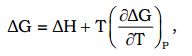 ΔG = ΔH + T(∂ΔG/∂T)_P,